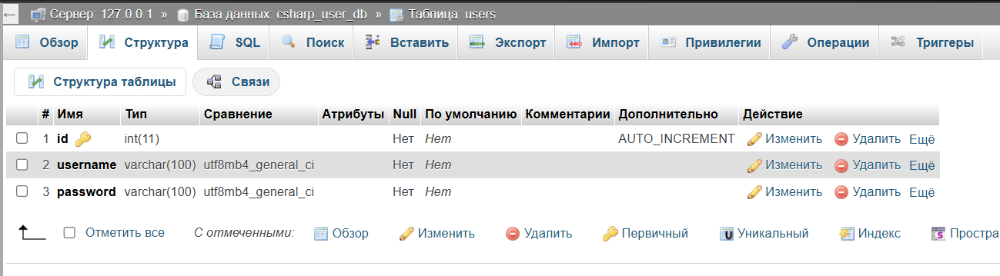 ← Сервер: 127.0.0.1 » База данных: csharp_user_db » Таблица: users
Обзор Структура SQL Поиск Вставить Экспорт Импорт Привилегии Операции Триггеры
Структура таблицы Связи
# Имя Тип Сравнение Атрибуты Null По умолчанию Комментарии Дополнительно Действие
1 id int(11) Нет Нет AUTO_INCREMENT Изменить Удалить Ещё
2 username varchar(100) utf8mb4_general_ci Нет Нет Изменить Удалить Ещё
3 password varchar(100) utf8mb4_general_ci Нет Нет Изменить Удалить Ещё
Отметить все С отмеченными: Обзор Изменить Удалить Первичный U Уникальный Индекс S Простра